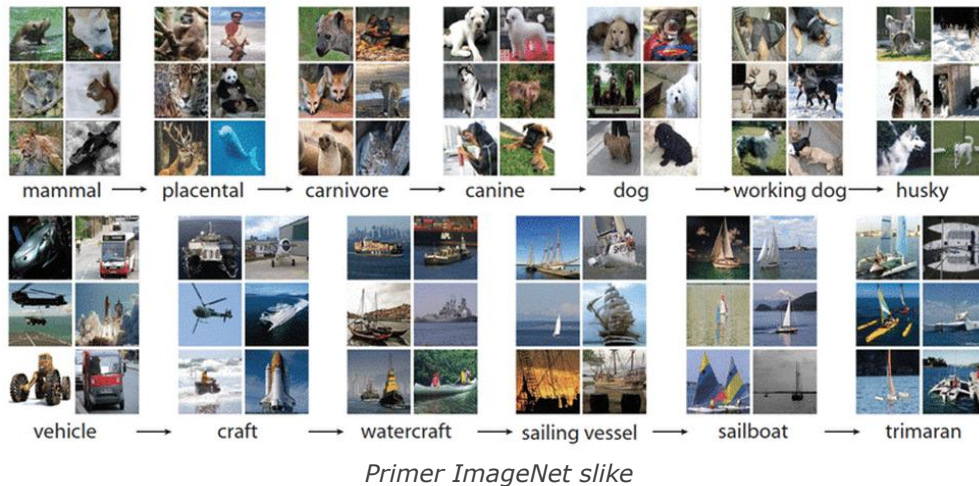 mammal → placental → carnivore → canine → dog → working dog → husky
vehicle → craft → watercraft → sailing vessel → sailboat → trimaran
Primer ImageNet slike